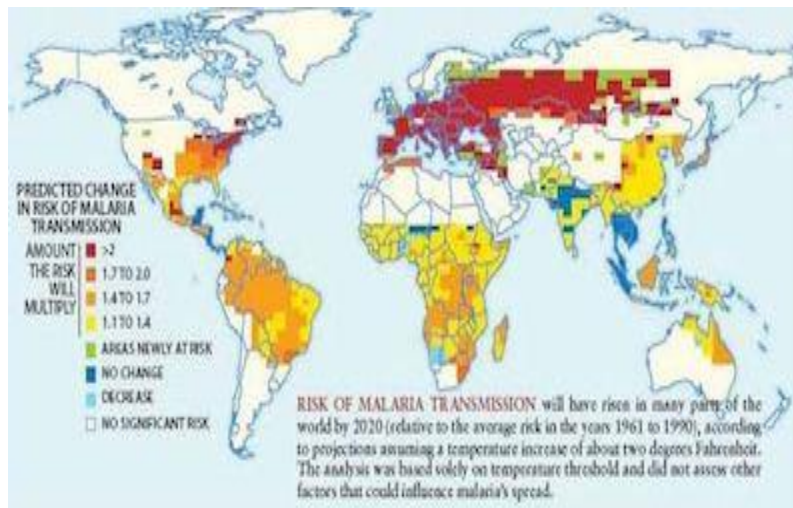 PREDICTED CHANGE
IN RISK OF MALARIA
TRANSMISSION
AMOUNT
THE RISK
WILL
MULTIPLY
>2
1.7 TO 2.0
1.4 TO 1.7
1.1 TO 1.4
AREAS NEWLY AT RISK
NO CHANGE
DECREASE
NO SIGNIFICANT RISK
RISK OF MALARIA TRANSMISSION will have risen in many parts of the
world by 2020 (relative to the average risk in the years 1961 to 1990), according
to projections assuming a temperature increase of about two degrees Fahrenheit.
The analysis was based solely on temperature threshold and did not assess other
factors that could influence malaria's spread.